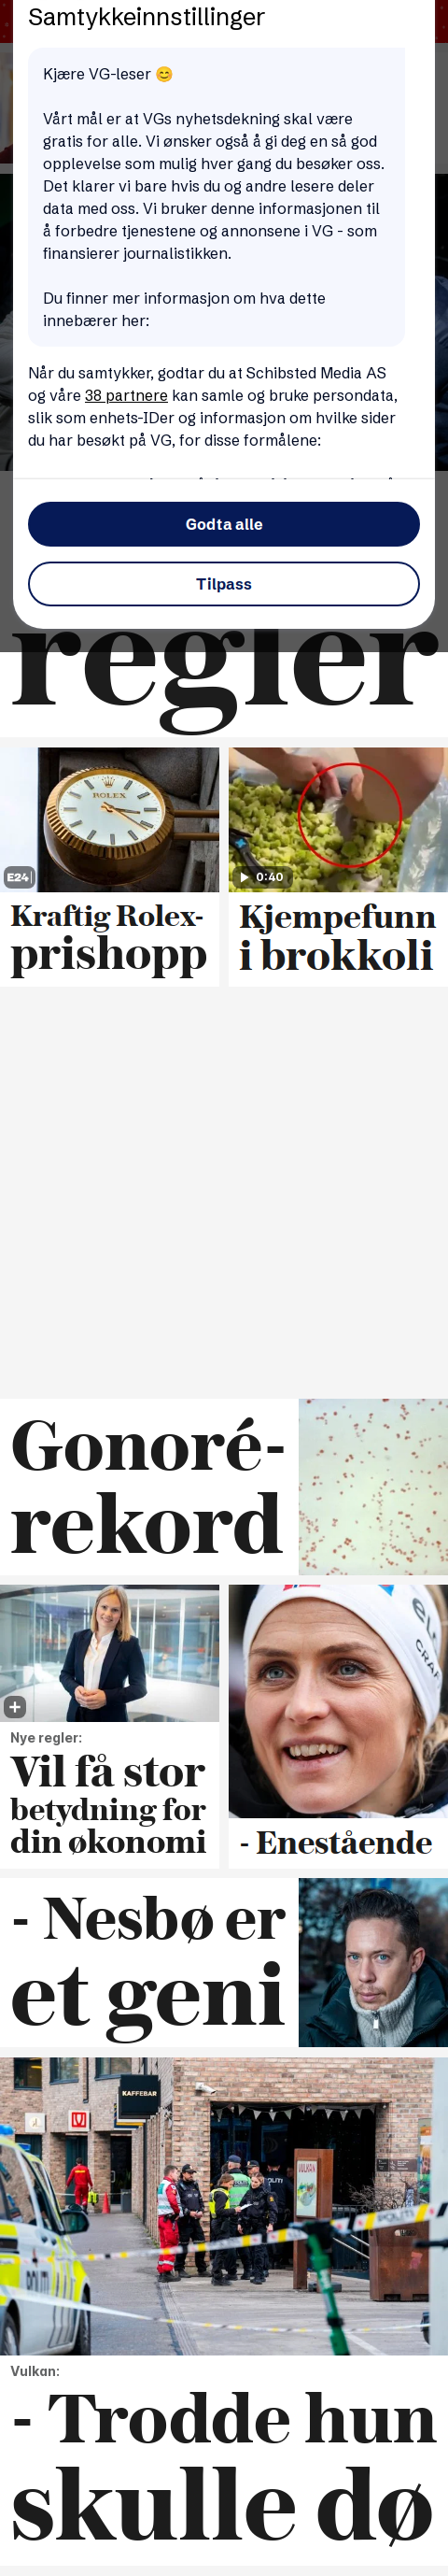 Samtykkeinnstillinger
Kjære VG-leser 😊
Vårt mål er at VGs nyhetsdekning skal være
gratis for alle. Vi ønsker også å gi deg en så god
opplevelse som mulig hver gang du besøker oss.
Det klarer vi bare hvis du og andre lesere deler
data med oss. Vi bruker denne informasjonen til
å forbedre tjenestene og annonsene i VG - som
finansierer journalistikken.
Du finner mer informasjon om hva dette
innebærer her:
Når du samtykker, godtar du at Schibsted Media AS
og våre 38 partnere kan samle og bruke persondata,
slik som enhets-IDer og informasjon om hvilke sider
du har besøkt på VG, for disse formålene:
Godta alle
Tilpass
regler
ROLEX
E24
0:40
Kraftig Rolex-
prishopp
Kjempefunn
i brokkoli
Gonoré-
rekord
Nye regler:
Vil få stor
betydning for
din økonomi
CRAF
- Enestående
- Nesbø er
et geni
KAFFEBAR
POLITI
VULKAN
Vulkan:
- Trodde hun
skulle dø